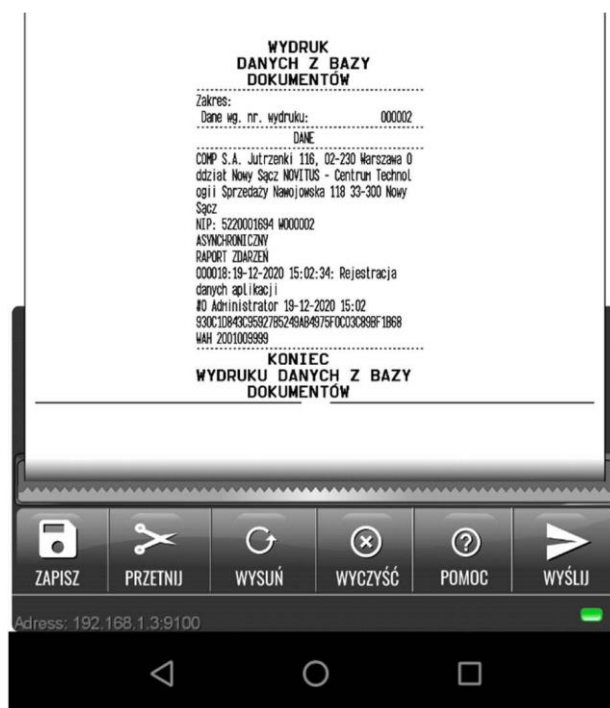 WYDRUK
DANYCH Z BAZY
DOKUMENTÓW
Zakres:
Dane wg. nr. wydruku: 000002
DANE
COMP S.A. Jutrzenki 116, 02-230 Warszawa O
ddział Nowy Sącz NOVITUS - Centrum Technol
ogii Sprzedaży Nawojowska 118 33-300 Nowy
Sącz
NIP: 5220001694 W000002
ASYNCHRONICZNY
RAPORT ZDARZEŃ
000018:19-12-2020 15:02:34: Rejestracja
danych aplikacji
#0 Administrator 19-12-2020 15:02
930C1D843C95927B5249AB4975F0C03C89BF1B68
WAH 2001009999
KONIEC
WYDRUKU DANYCH Z BAZY
DOKUMENTÓW
ZAPISZ PRZETNIJ WYSUŃ WYCZYŚĆ POMOC WYŚLIJ
Adress: 192.168.1.3:9100